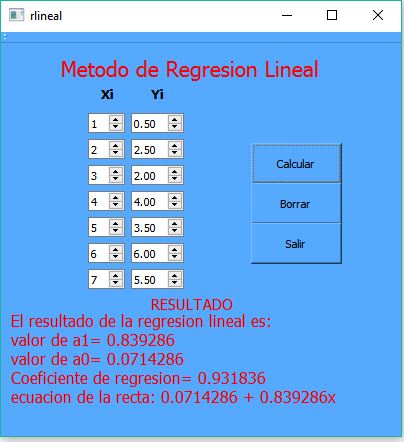 rlineal
Metodo de Regresion Lineal
Xi Yi
1 0.50
2 2.50
3 2.00
4 4.00
5 3.50
6 6.00
7 5.50
Calcular
Borrar
Salir
RESULTADO
El resultado de la regresion lineal es:
valor de a1= 0.839286
valor de a0= 0.0714286
Coeficiente de regresion= 0.931836
ecuacion de la recta: 0.0714286 + 0.839286x